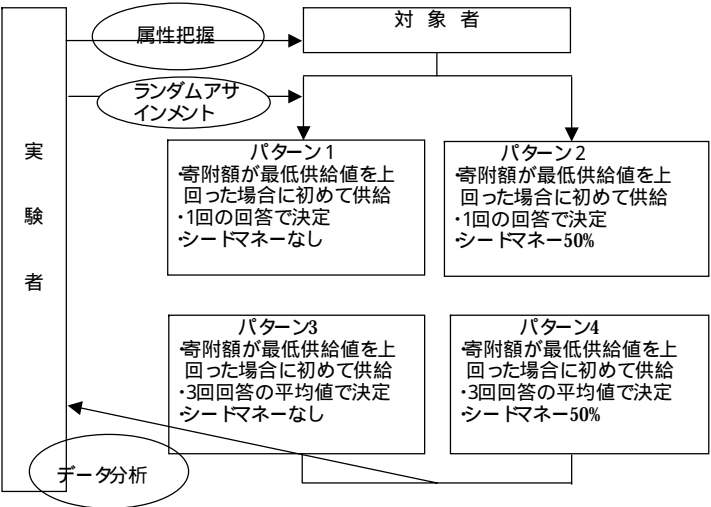 属性把握
対 象 者
ランダムアサ
インメント
実
験
者
パターン1
・寄附額が最低供給値を上
回った場合に初めて供給
・1回の回答で決定
・シードマネーなし
パターン2
・寄附額が最低供給値を上
回った場合に初めて供給
・1回の回答で決定
・シードマネー50%
パターン3
・寄附額が最低供給値を上
回った場合に初めて供給
・3回回答の平均値で決定
・シードマネーなし
パターン4
・寄附額が最低供給値を上
回った場合に初めて供給
・3回回答の平均値で決定
・シードマネー50%
データ分析